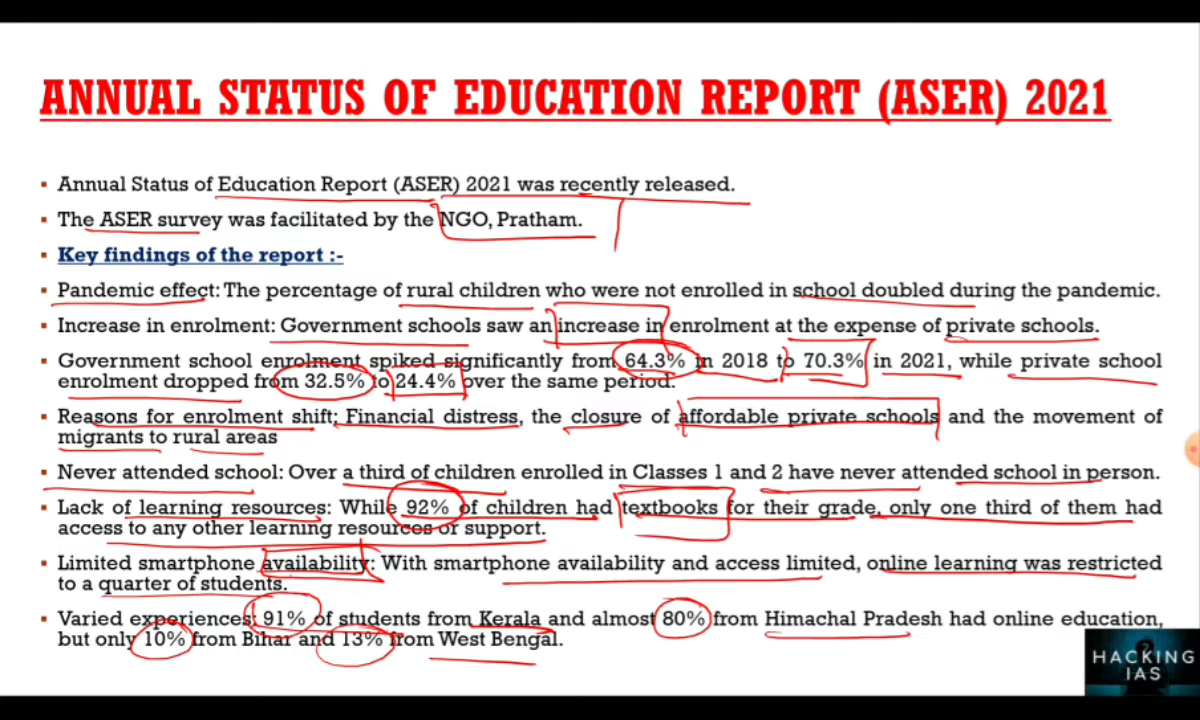 ANNUAL STATUS OF EDUCATION REPORT (ASER) 2021
▪ Annual Status of Education Report (ASER) 2021 was recently released.
▪ The ASER survey was facilitated by the NGO, Pratham.
▪ Key findings of the report :-
▪ Pandemic effect: The percentage of rural children who were not enrolled in school doubled during the pandemic.
▪ Increase in enrolment: Government schools saw an increase in enrolment at the expense of private schools.
▪ Government school enrolment spiked significantly from 64.3% in 2018 to 70.3% in 2021, while private school
enrolment dropped from 32.5% to 24.4% over the same period.
▪ Reasons for enrolment shift: Financial distress, the closure of affordable private schools and the movement of
migrants to rural areas
▪ Never attended school: Over a third of children enrolled in Classes 1 and 2 have never attended school in person.
▪ Lack of learning resources: While 92% of children had textbooks for their grade, only one third of them had
access to any other learning resources or support.
▪ Limited smartphone availability: With smartphone availability and access limited, online learning was restricted
to a quarter of students.
▪ Varied experiences: 91% of students from Kerala and almost 80% from Himachal Pradesh had online education,
but only 10% from Bihar and 13% from West Bengal.
HACKING
IAS